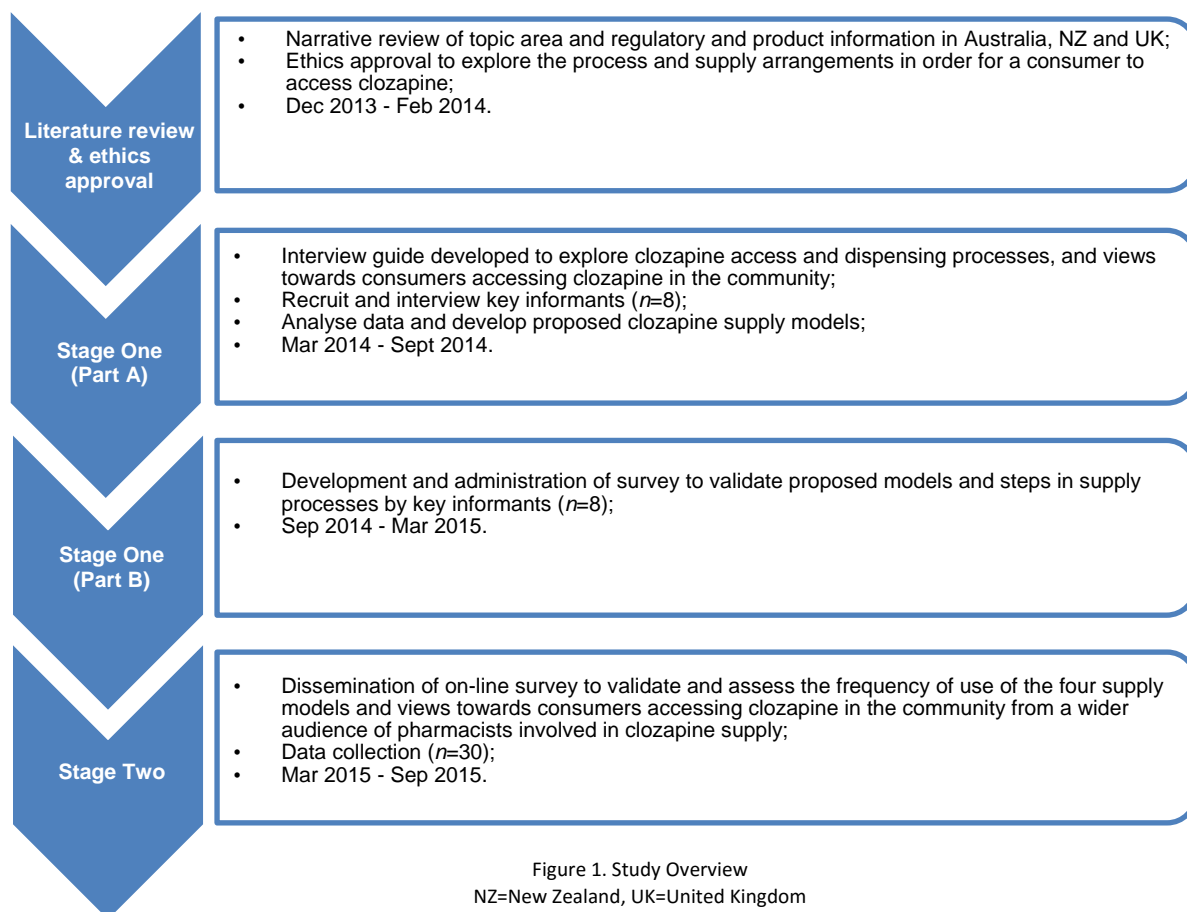 Literature review
& ethics
approval
• Narrative review of topic area and regulatory and product information in Australia, NZ and UK;
• Ethics approval to explore the process and supply arrangements in order for a consumer to
access clozapine;
• Dec 2013 - Feb 2014.
Stage One
(Part A)
• Interview guide developed to explore clozapine access and dispensing processes, and views
towards consumers accessing clozapine in the community;
• Recruit and interview key informants (n=8);
• Analyse data and develop proposed clozapine supply models;
• Mar 2014 - Sept 2014.
Stage One
(Part B)
• Development and administration of survey to validate proposed models and steps in supply
processes by key informants (n=8);
• Sep 2014 - Mar 2015.
Stage Two
• Dissemination of on-line survey to validate and assess the frequency of use of the four supply
models and views towards consumers accessing clozapine in the community from a wider
audience of pharmacists involved in clozapine supply;
• Data collection (n=30);
• Mar 2015 - Sep 2015.
Figure 1. Study Overview
NZ=New Zealand, UK=United Kingdom